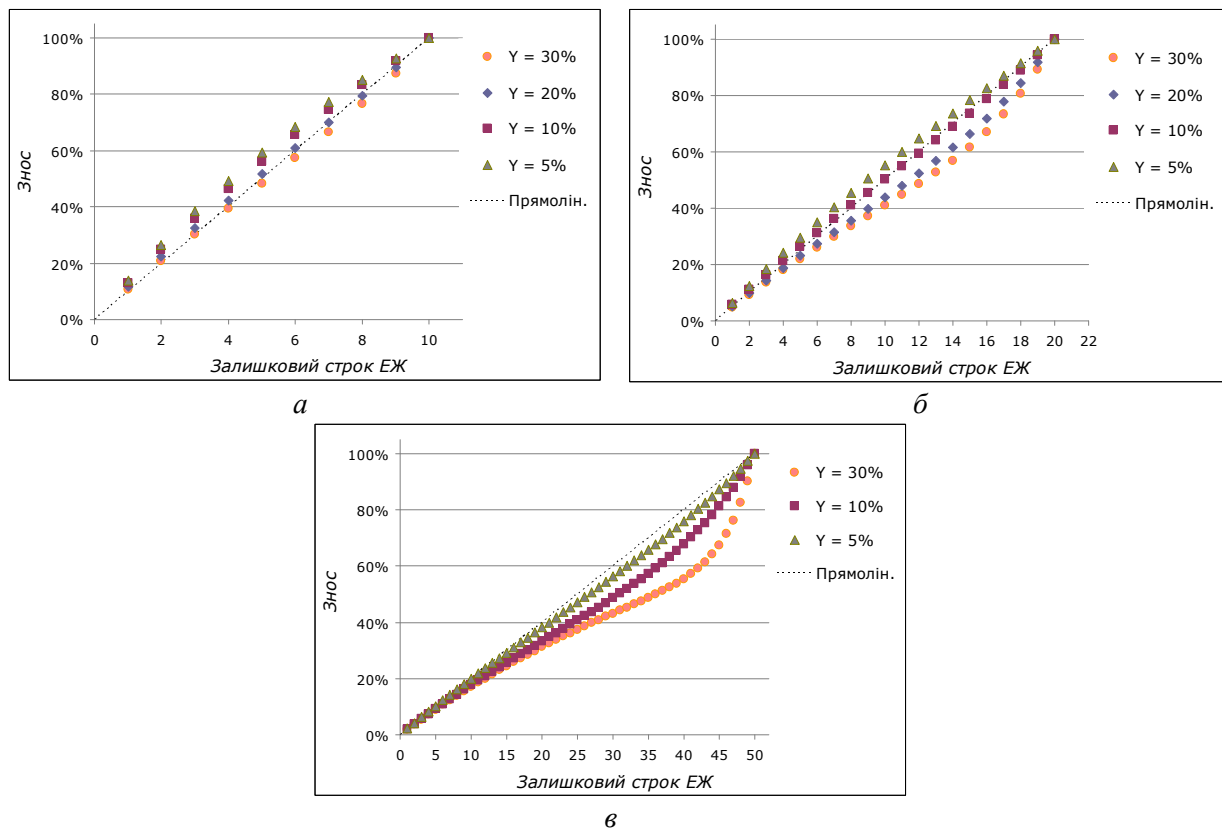 100%
80%
60%
40%
20%
0%
Знос
0 2 4 6 8 10
Залишковий строк ЕЖ
Y = 30%
Y = 20%
Y = 10%
Y = 5%
Прямолін.
а
100%
80%
60%
40%
20%
0%
Знос
0 2 4 6 8 10 12 14 16 18 20 22
Залишковий строк ЕЖ
Y = 30%
Y = 20%
Y = 10%
Y = 5%
Прямолін.
б
100%
80%
60%
40%
20%
0%
Знос
0 5 10 15 20 25 30 35 40 45 50
Залишковий строк ЕЖ
Y = 30%
Y = 10%
Y = 5%
Прямолін.
в